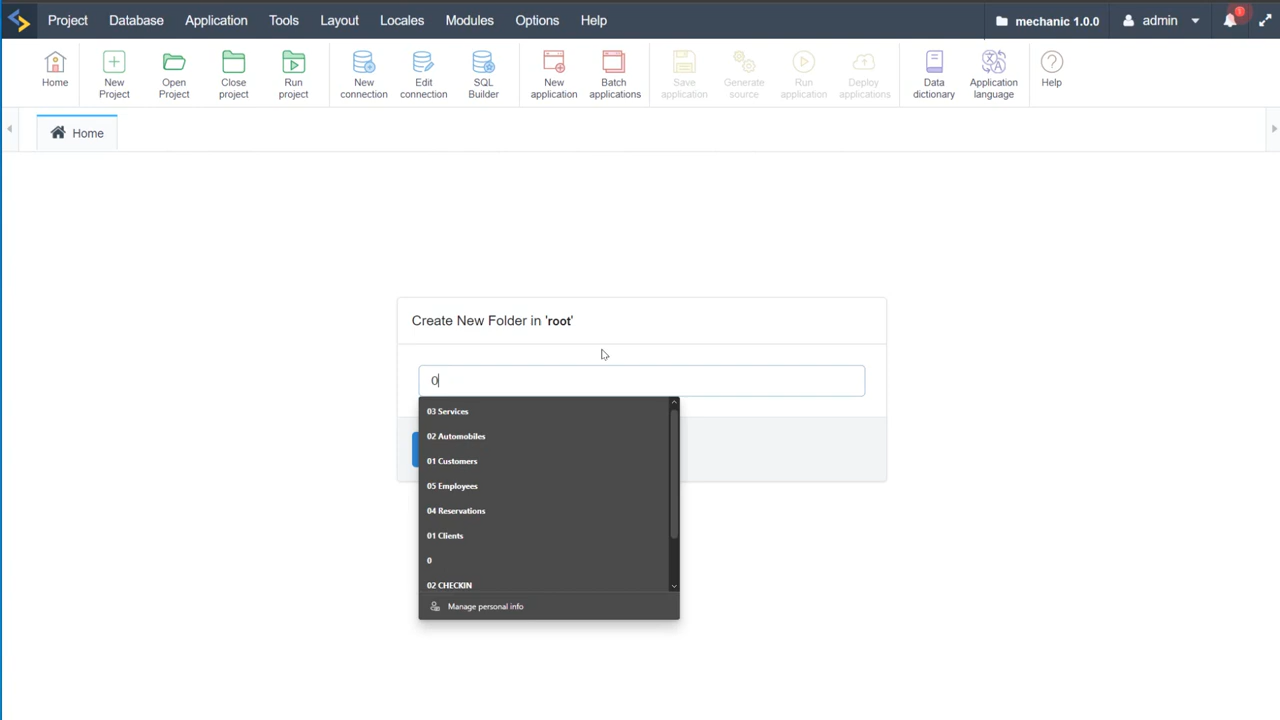 Project Database Application Tools Layout Locales Modules Options Help mechanic 1.0.0 admin 1
Home New Project Open Project Close project Run project New connection Edit connection SQL Builder New application Batch applications Save application Generate source Run application Deploy applications Data dictionary Application language Help
Home
Create New Folder in 'root'
0
03 Services
02 Automobiles
01 Customers
05 Employees
04 Reservations
01 Clients
0
02 CHECKIN
Manage personal info